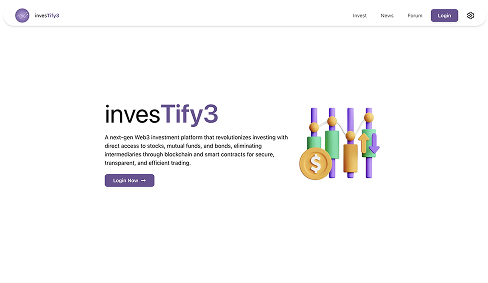 invesTify3
Invest
News
Forum
Login
invesTify3
A next-gen Web3 investment platform that revolutionizes investing with
direct access to stocks, mutual funds, and bonds, eliminating
intermediaries through blockchain and smart contracts for secure,
transparent, and efficient trading.
Login Now →
$